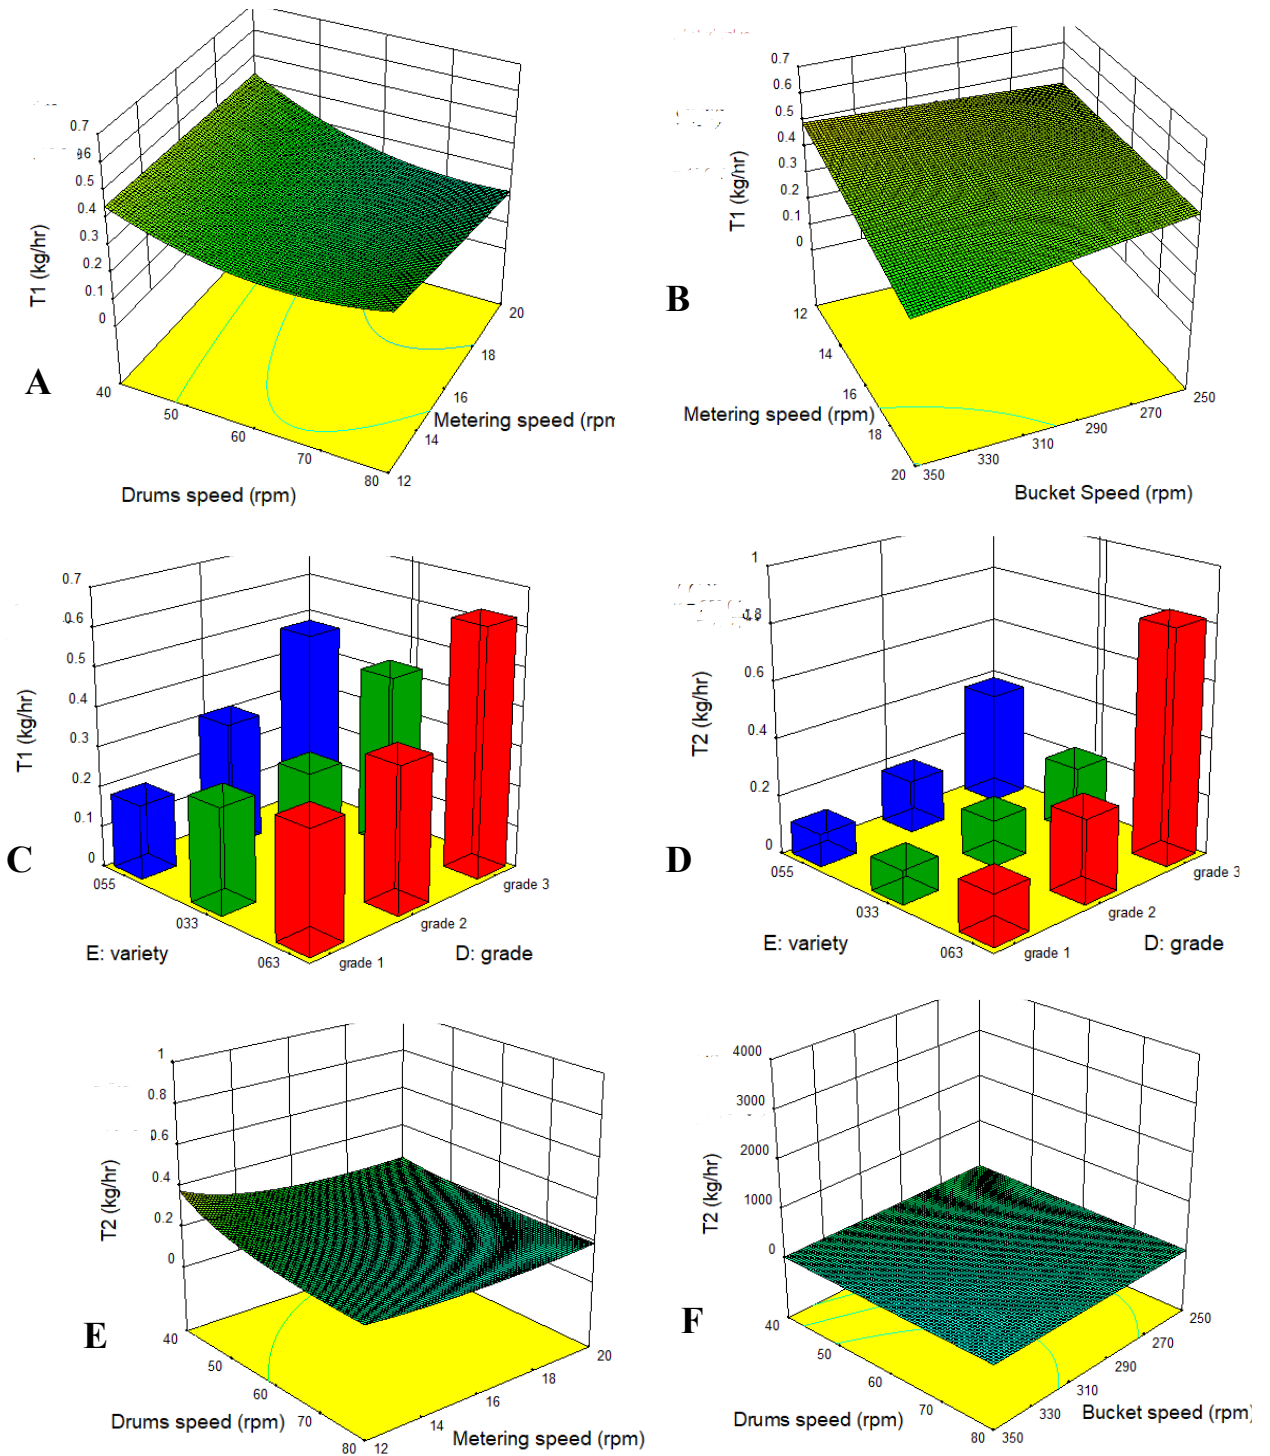 0.7
0.5
0.4
0.3
0.2
0.1
0
T1 (kg/hr)
A
40
50
60
70
80
12
14
16
18
20
Drums speed (rpm)
Metering speed (rpm
0.7
0.6
0.5
0.4
0.3
0.2
0.1
0
T1 (kg/hr)
B
12
14
16
18
20
350
330
310
290
270
250
Metering speed (rpm)
Bucket Speed (rpm)
0.7
0.6
0.5
0.4
0.3
0.2
0.1
0
T1 (kg/hr)
C
055
033
063
grade 1
grade 2
grade 3
E: variety
D: grade
1
0.6
0.4
0.2
0
T2 (kg/hr)
D
055
033
063
grade 1
grade 2
grade 3
E: variety
D: grade
1
0.8
0.6
0.4
0.2
0
T2 (kg/hr)
E
40
50
60
70
80
12
14
16
18
20
Drums speed (rpm)
Metering speed (rpm)
4000
3000
2000
1000
0
T2 (kg/hr)
F
40
50
60
70
80
350
330
310
290
270
250
Drums speed (rpm)
Bucket speed (rpm)